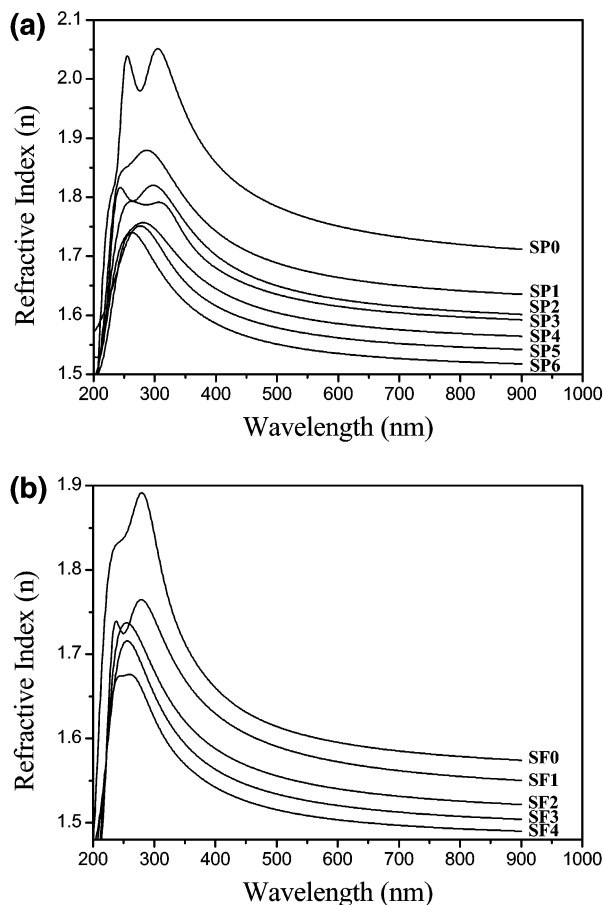 (a)
2.1
2.0
1.9
1.8
1.7
1.6
1.5
Refractive Index (n)
SP0
SP1
SP2
SP3
SP4
SP5
SP6
200 300 400 500 600 700 800 900 1000
Wavelength (nm)
(b)
1.9
1.8
1.7
1.6
1.5
Refractive Index (n)
SF0
SF1
SF2
SF3
SF4
200 300 400 500 600 700 800 900 1000
Wavelength (nm)